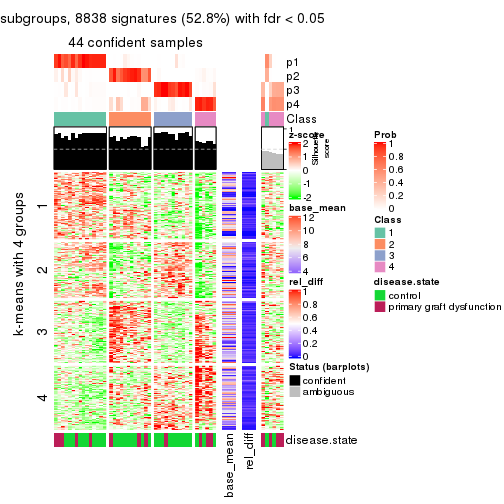 subgroups, 8838 signatures (52.8%) with fdr < 0.05
44 confident samples
p1
p2
p3
p4
Class
1
Silhouette
score
k-means with 4 groups
1
2
3
4
disease.state
base_mean
rel_diff
z-score
2
1
0
-1
-2
base_mean
12
10
8
6
4
rel_diff
1
0.8
0.6
0.4
0.2
0
Status (barplots)
confident
ambiguous
Prob
1
0.8
0.6
0.4
0.2
0
Class
1
2
3
4
disease.state
control
primary graft dysfunction